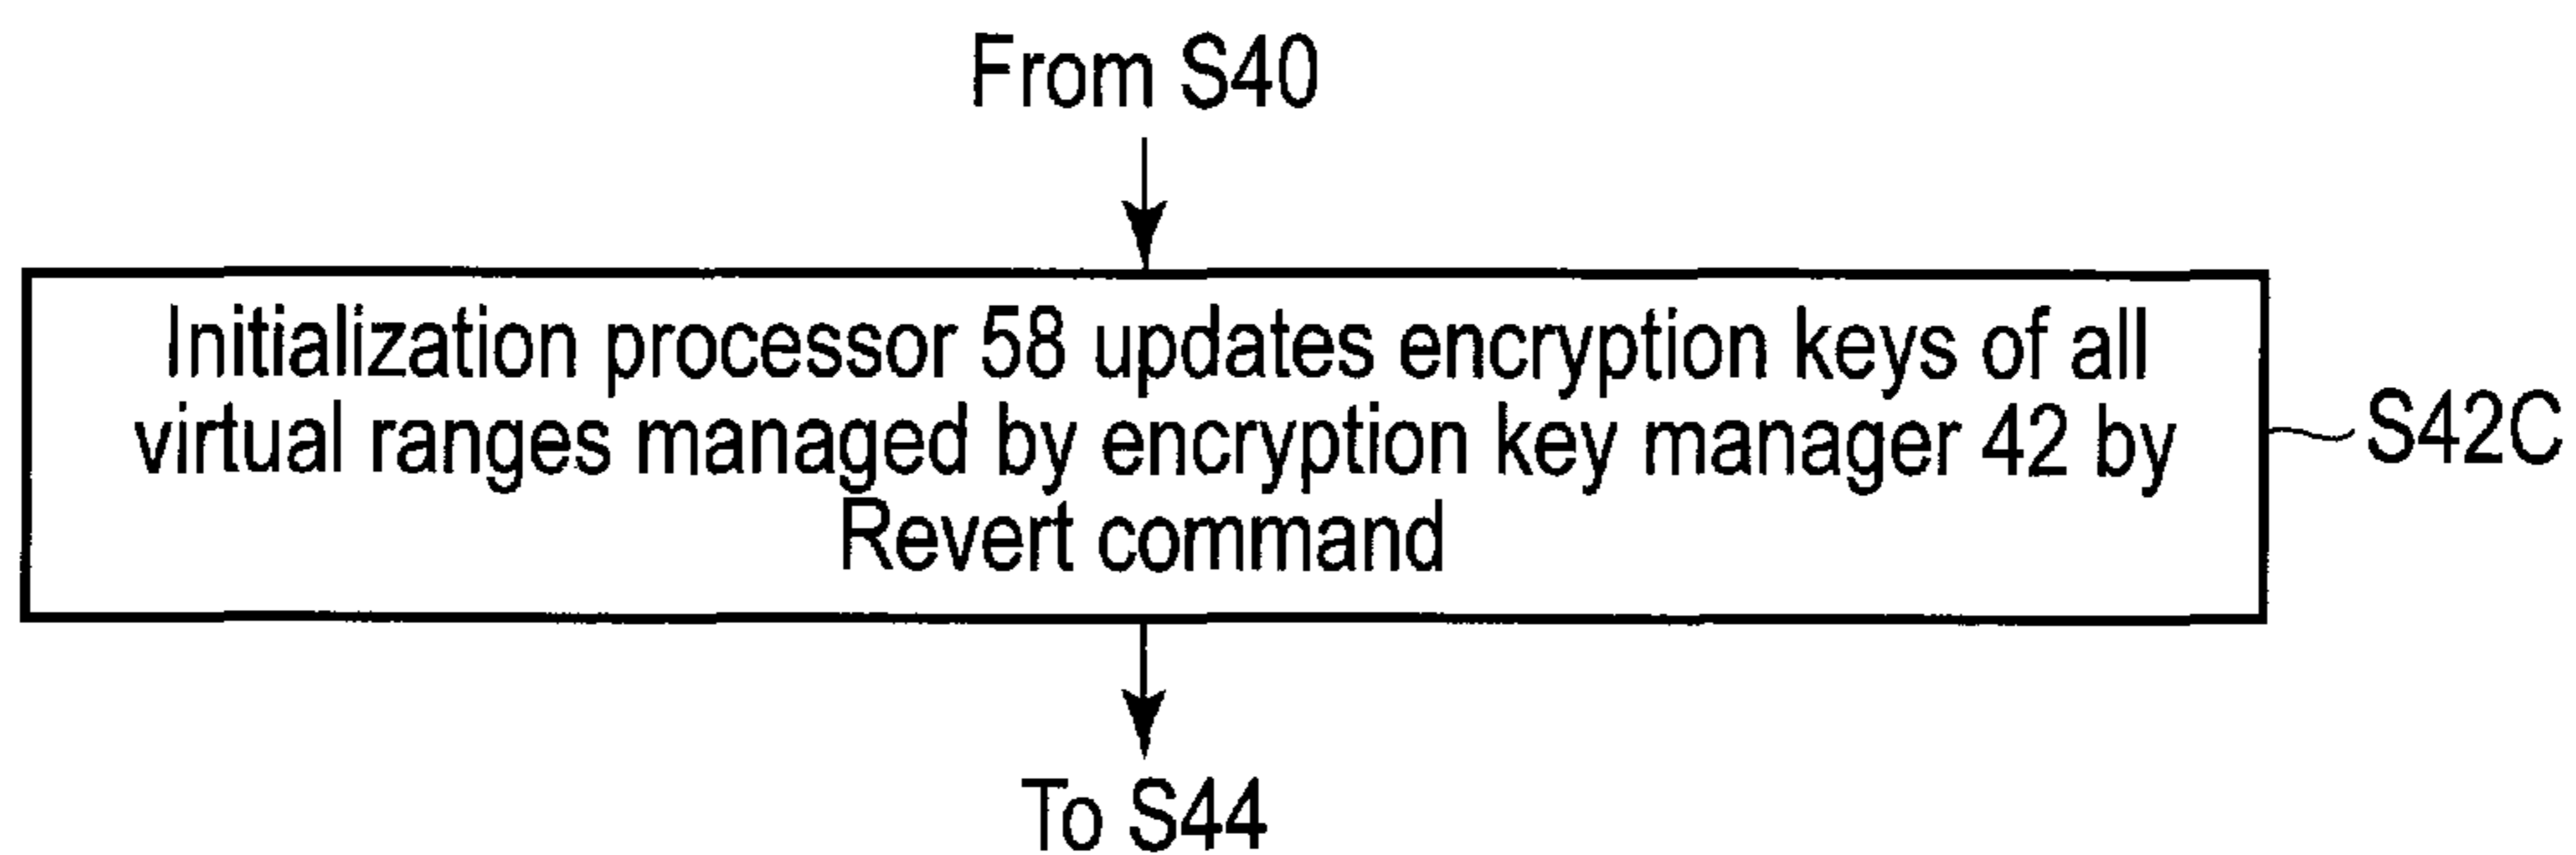 From S40
Initialization processor 58 updates encryption keys of all
virtual ranges managed by encryption key manager 42 by
Revert command
S42C
To S44